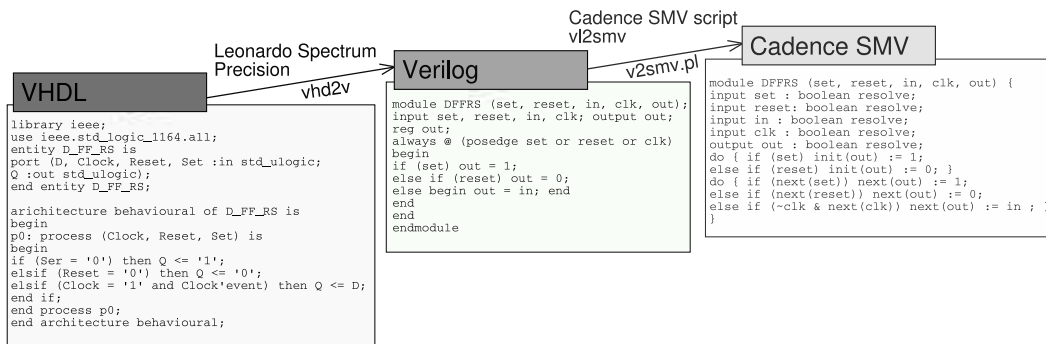 Cadence SMV script
vl2smv
v2smv.pl
Cadence SMV
Leonardo Spectrum
Precision
vhd2v
Verilog
VHDL
library ieee;
use ieee.std_logic_1164.all;
entity D_FF_RS is
port (D, Clock, Reset, Set :in std_ulogic;
Q :out std_ulogic);
end entity D_FF_RS;
arichitecture behavioural of D_FF_RS is
begin
p0: process (Clock, Reset, Set) is
begin
if (Ser = '0') then Q <= '1';
elsif (Reset = '0') then Q <= '0';
elsif (Clock = '1' and Clock'event) then Q <= D;
end if;
end process p0;
end architecture behavioural;
module DFFRS (set, reset, in, clk, out);
input set, reset, in, clk; output out;
reg out;
always @ (posedge set or reset or clk)
begin
if (set) out = 1;
else if (reset) out = 0;
else begin out = in; end
end
end
endmodule
module DFFRS (set, reset, in, clk, out) {
input set : boolean resolve;
input reset: boolean resolve;
input in : boolean resolve;
input clk : boolean resolve;
output out : boolean resolve;
do { if (set) init(out) := 1;
else if (reset) init(out) := 0; }
do { if (next(set)) next(out) := 1;
else if (next(reset)) next(out) := 0;
else if (~clk & next(clk)) next(out) := in ; }
}